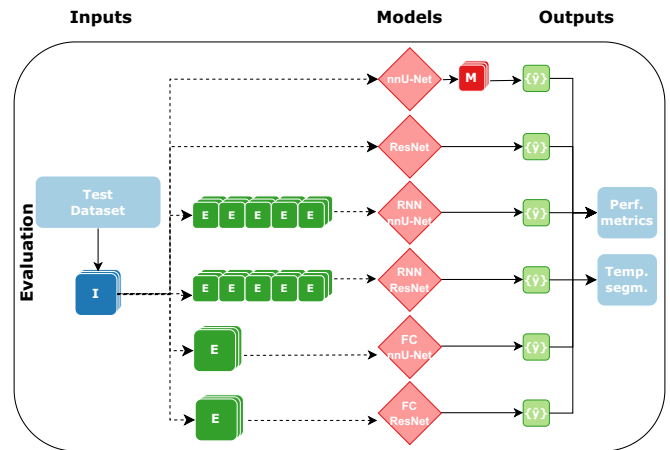 Inputs
Models
Outputs
Evaluation
nnU-Net
M
{ŷ}
ResNet
{ŷ}
Test
Dataset
E E E E E
RNN
nnU-Net
{ŷ}
Perf.
metrics
I
E E E E E
RNN
ResNet
{ŷ}
Temp.
segm.
E
FC
nnU-Net
{ŷ}
E
FC
ResNet
{ŷ}